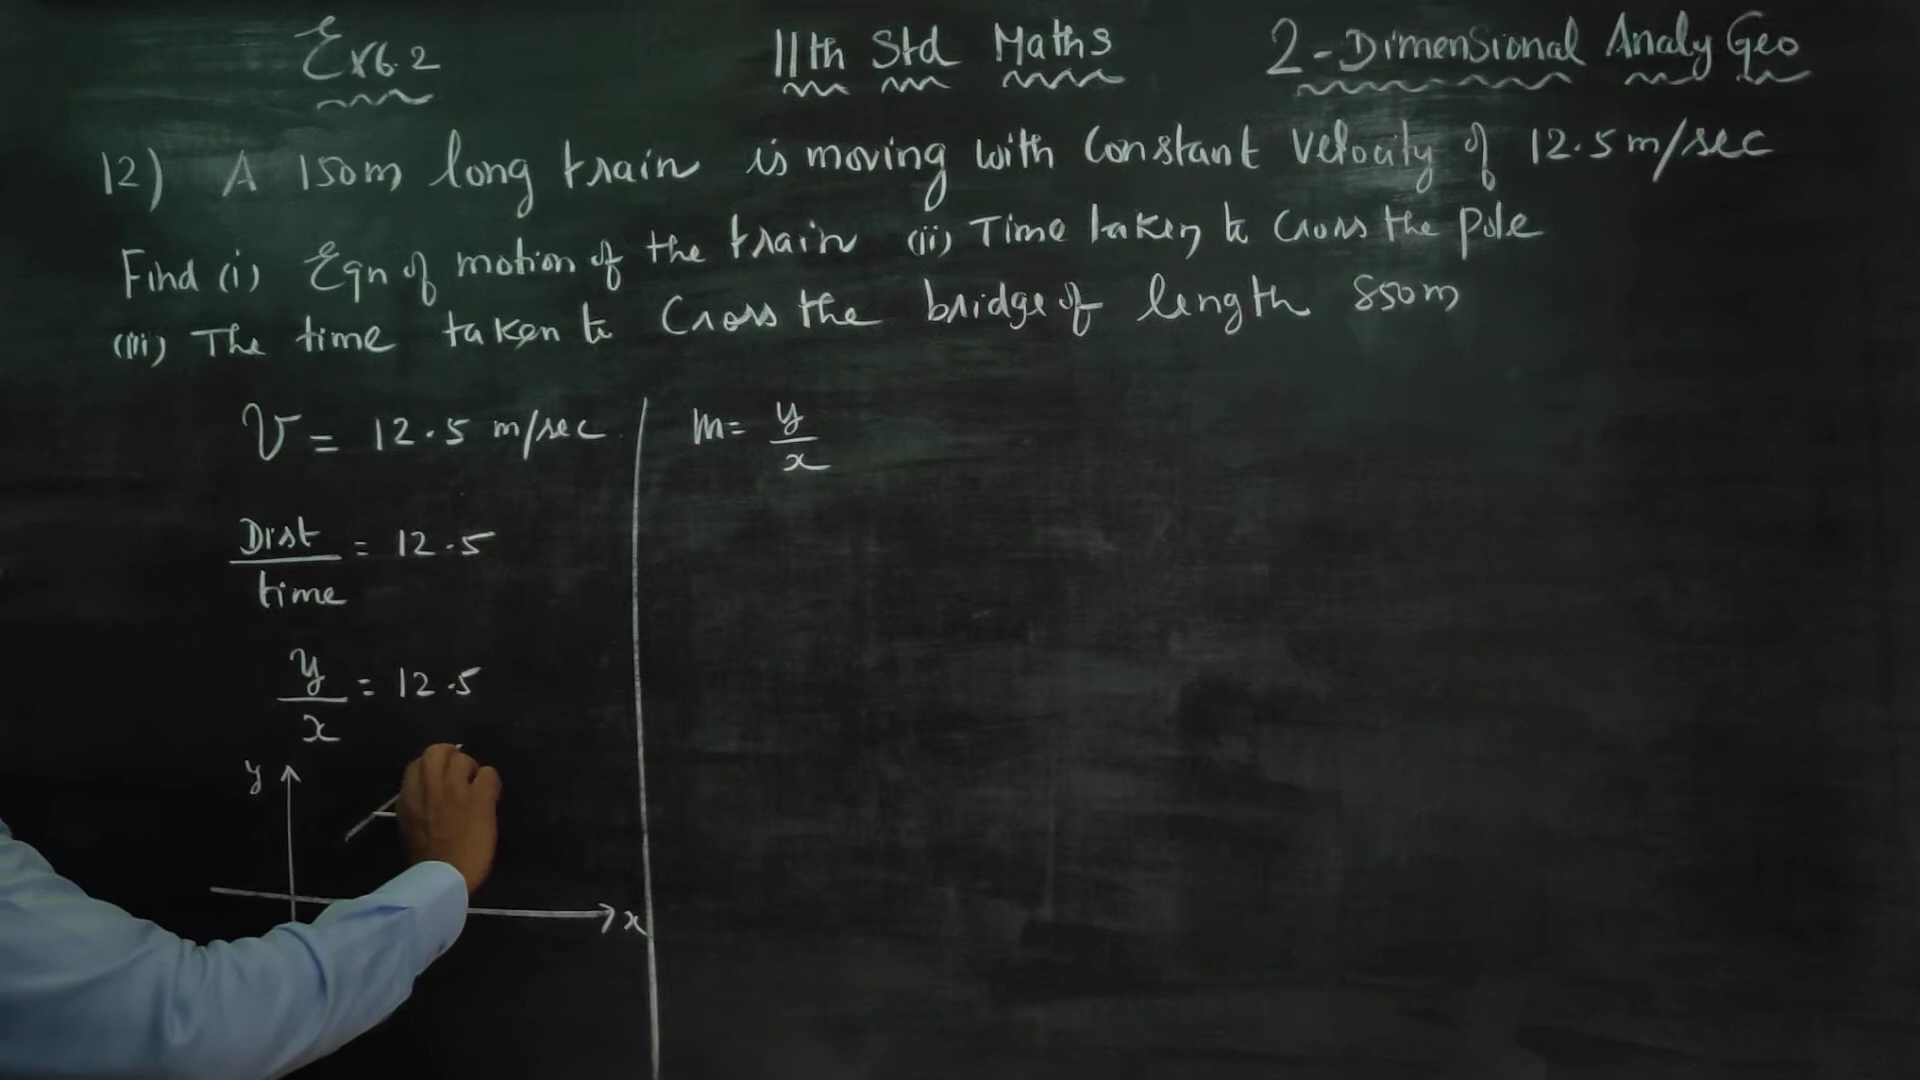 Ex 6.2 11th Std Maths 2-Dimensional Analy Geo
12) A 150m long train is moving with Constant Velocity of 12.5 m/sec
Find (i) Eqn of motion of the train (ii) Time taken to Cross the pole
(iii) The time taken to Cross the bridge of length 850m
V = 12.5 m/sec
Dist
time
= 12.5
y
x
= 12.5
y
x
m = y
x